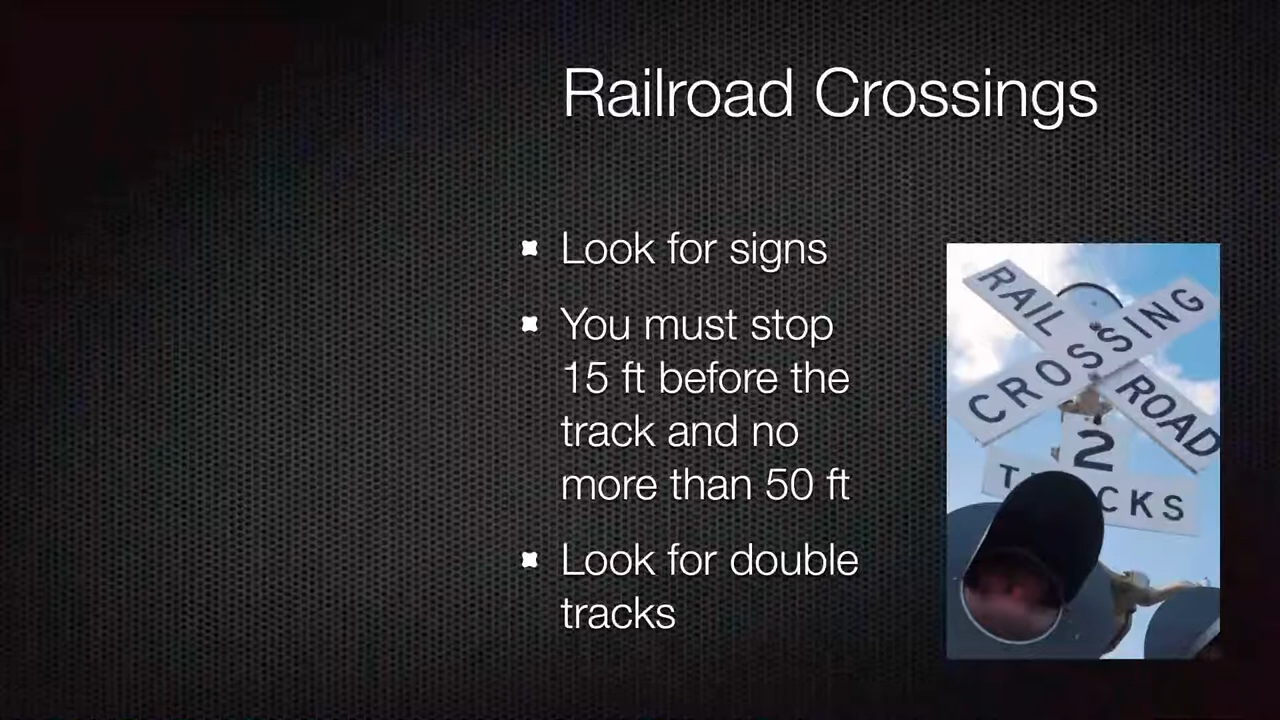 Railroad Crossings
Look for signs
You must stop
15 ft before the
track and no
more than 50 ft
Look for double
tracks
RAIL ROAD
CROSSING
2